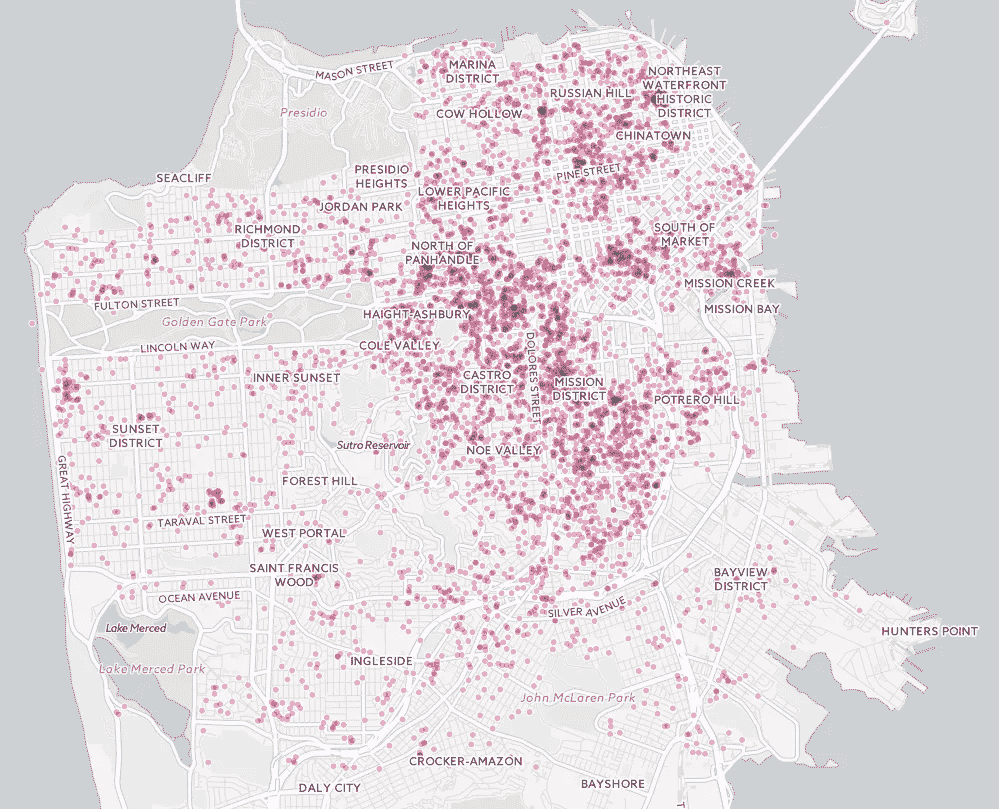 MASON STREET
MARINA
DISTRICT
NORTHEAST
WATERFRONT
HISTORIC
DISTRICT
RUSSIAN HILL
Presidio
COW HOLLOW
CHINATOWN
SEACLIFF
PRESIDIO
HEIGHTS
PINE STREET
LOWER PACIFIC
HEIGHTS
JORDAN PARK
RICHMOND
DISTRICT
SOUTH OF
MARKET
NORTH OF
PANHANDLE
MISSION CREEK
FULTON STREET
MISSION BAY
HAIGHT-ASHBURY
Golden Gate Park
LINCOLN WAY
COLE VALLEY
DOLORES STREET
INNER SUNSET
CASTRO
DISTRICT
MISSION
DISTRICT
POTRERO HILL
SUNSET
DISTRICT
Sutro Reservoir
NOE VALLEY
GREAT HIGHWAY
FOREST HILL
TARAVAL STREET
WEST PORTAL
SAINT FRANCIS
WOOD
BAYVIEW
DISTRICT
OCEAN AVENUE
SILVER AVENUE
Lake Merced
HUNTERS POINT
INGLESIDE
Lake Merced Park
John McLaren Park
CROCKER-AMAZON
DALY CITY
BAYSHORE